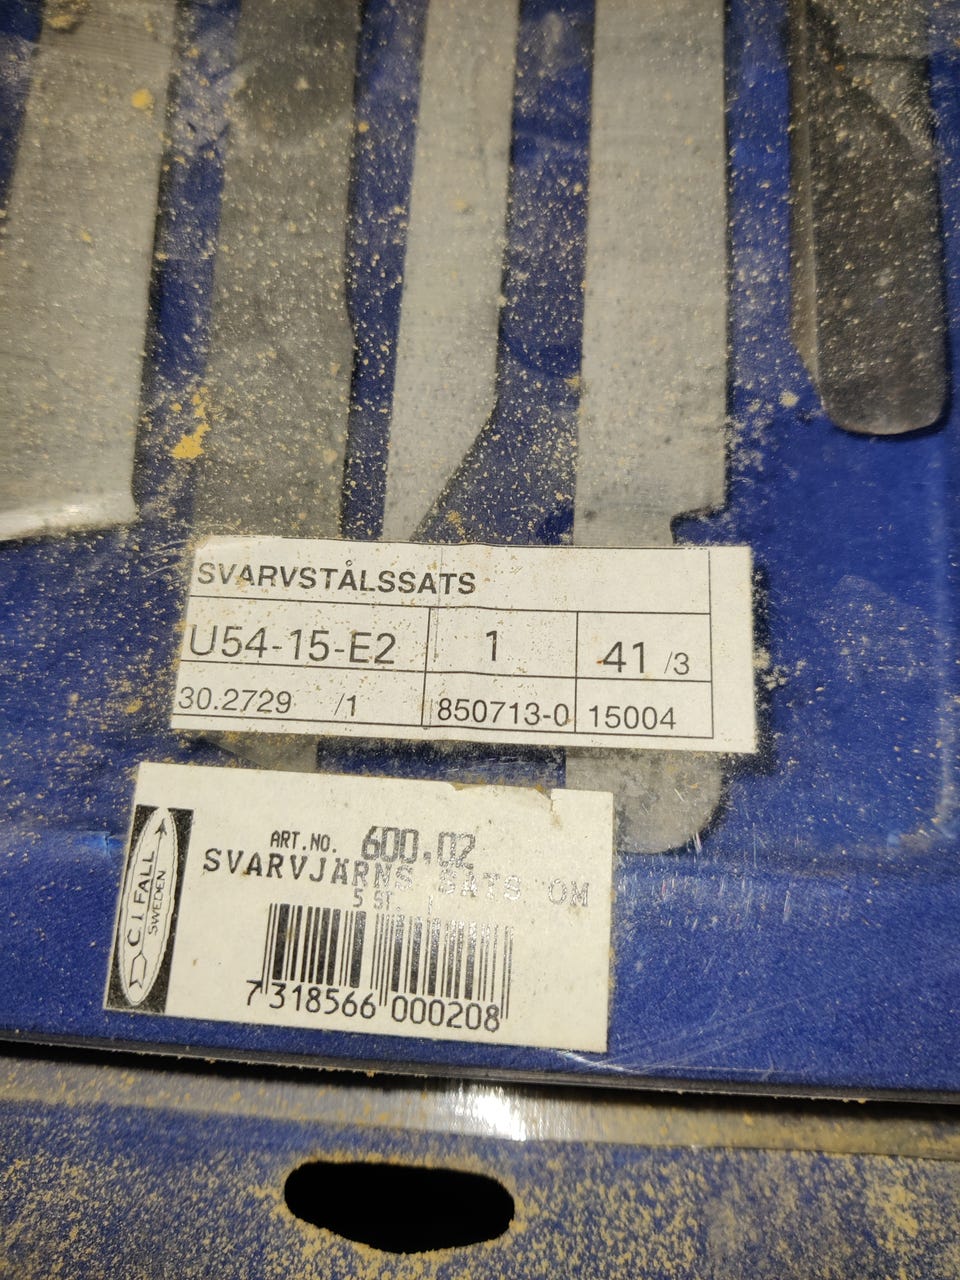 SVARVSTÅLSSATS
U54-15-E2 1 41 /3
30.2729 /1 850713-0 15004
C I FALL
SWEDEN
ART.NO. 600.02
SVARVJÄRNS SATS OM
5 ST.
7 318566 000208